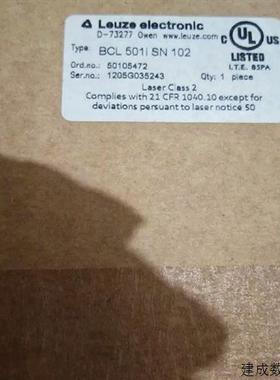 Leuze electronic
D-73277 Owen www.leuze.com
Type: BCL 501i SN 102
Ord.no.: 50105472
Ser.no.: 1205G035243 Qty: 1 piece
Laser Class 2
Complies with 21 CFR 1040.10 except for
deviations pursuant to laser notice 50
C UL US
LISTED
I.T.E. 85PA
建成数